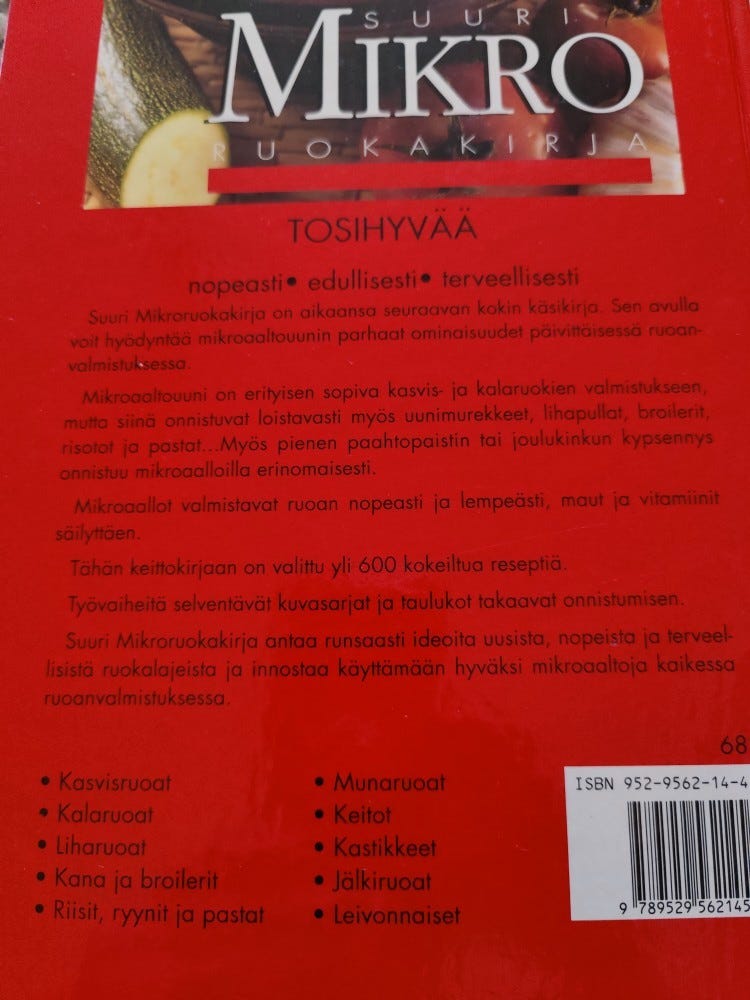 SUURI
MIKRO
RUOKAKIRJA
TOSIHYVÄÄ
nopeasti• edullisesti• terveellisesti
Suuri Mikroruokakirja on aikaansa seuraavan kokin käsikirja. Sen avulla
voit hyödyntää mikroaaltouunin parhaat ominaisuudet päivittäisessä ruoan-
valmistuksessa.
Mikroaaltouuni on erityisen sopiva kasvis- ja kalaruokien valmistukseen,
mutta siinä onnistuvat loistavasti myös uunimurekkeet, lihapullat, broilerit,
risotot ja pastat...Myös pienen paahtopaistin tai joulukinkun kypsennys
onnistuu mikroaalloilla erinomaisesti.
Mikroaallot valmistavat ruoan nopeasti ja lempeästi, maut ja vitamiinit
säilyttäen.
Tähän keittokirjaan on valittu yli 600 kokeiltua reseptiä.
Työvaiheitä selventävät kuvasarjat ja taulukot takaavat onnistumisen.
Suuri Mikroruokakirja antaa runsaasti ideoita uusista, nopeista ja terveel-
lisistä ruokalajeista ja innostaa käyttämään hyväksi mikroaaltoja kaikessa
ruoanvalmistuksessa.
68
• Kasvisruoat
• Kalaruoat
• Liharuoat
• Kana ja broilerit
• Riisit, ryynit ja pastat
• Munaruoat
• Keitot
• Kastikkeet
• Jälkiruoat
• Leivonnaiset
ISBN 952-9562-14-4
9 789529 562145